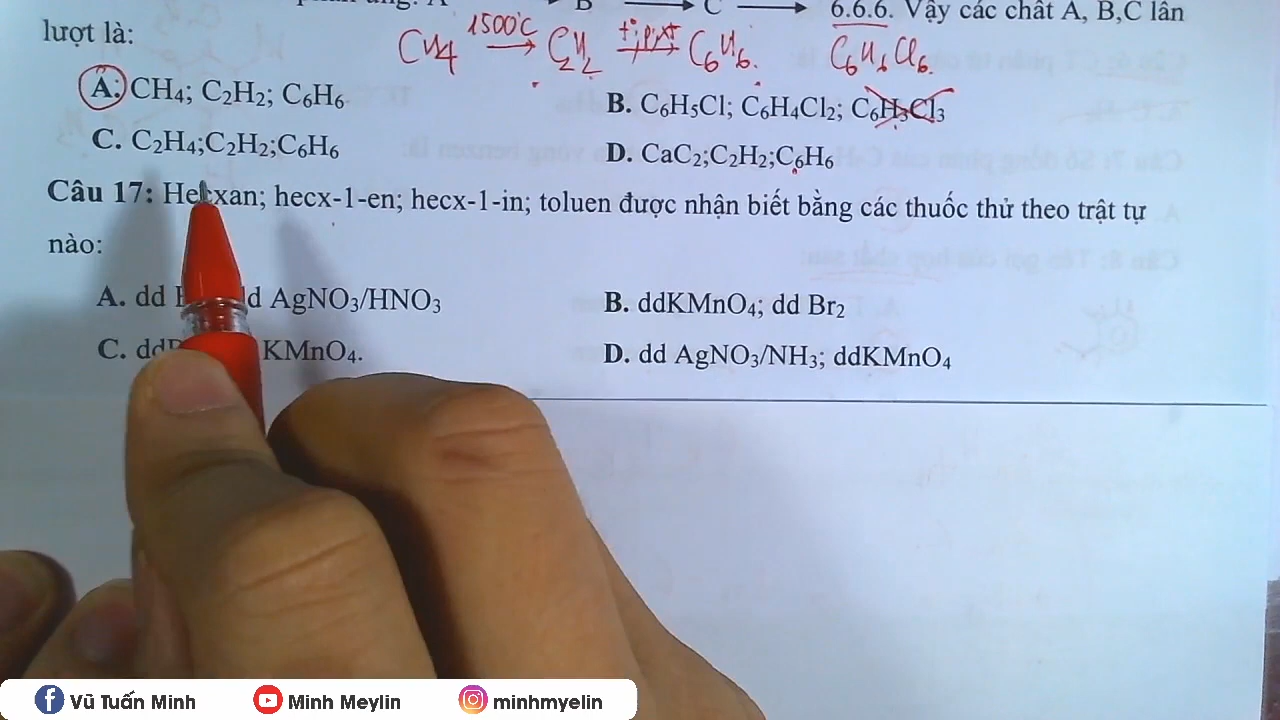 B → C → 6.6.6. Vậy các chất A, B,C lần
lượt là:
CH4 1500°C → C2H2 → C6H6. C6H6Cl6.
A. CH4; C2H2; C6H6
B. C6H5Cl; C6H4Cl2; C6H3Cl3
C. C2H4;C2H2;C6H6
D. CaC2;C2H2;C6H6
Câu 17: Hecxan; hecx-1-en; hecx-1-in; toluen được nhận biết bằng các thuốc thử theo trật tự
nào:
A. dd AgNO3/HNO3
B. ddKMnO4; dd Br2
C. KMnO4.
D. dd AgNO3/NH3; ddKMnO4
Vũ Tuấn Minh Minh Meylin minhmyelin